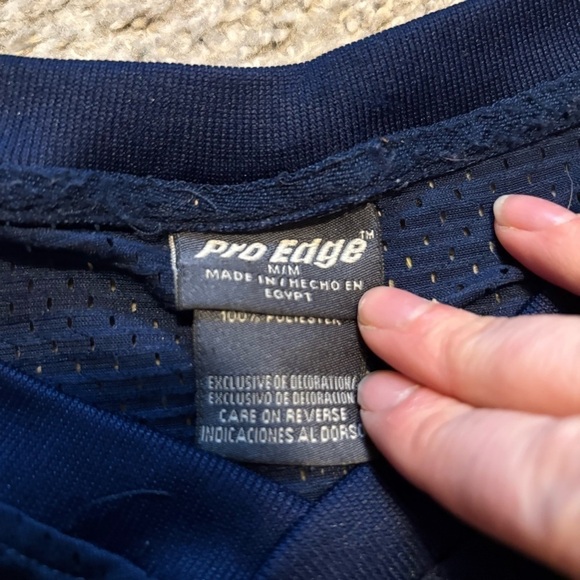 Pro Edge™
M/M
MADE IN / HECHO EN
EGYPT
100% POLIESTER
EXCLUSIVE OF DECORATION/
EXCLUSIVO DE DECORACION
CARE ON REVERSE
INDICACIONES AL DORSO